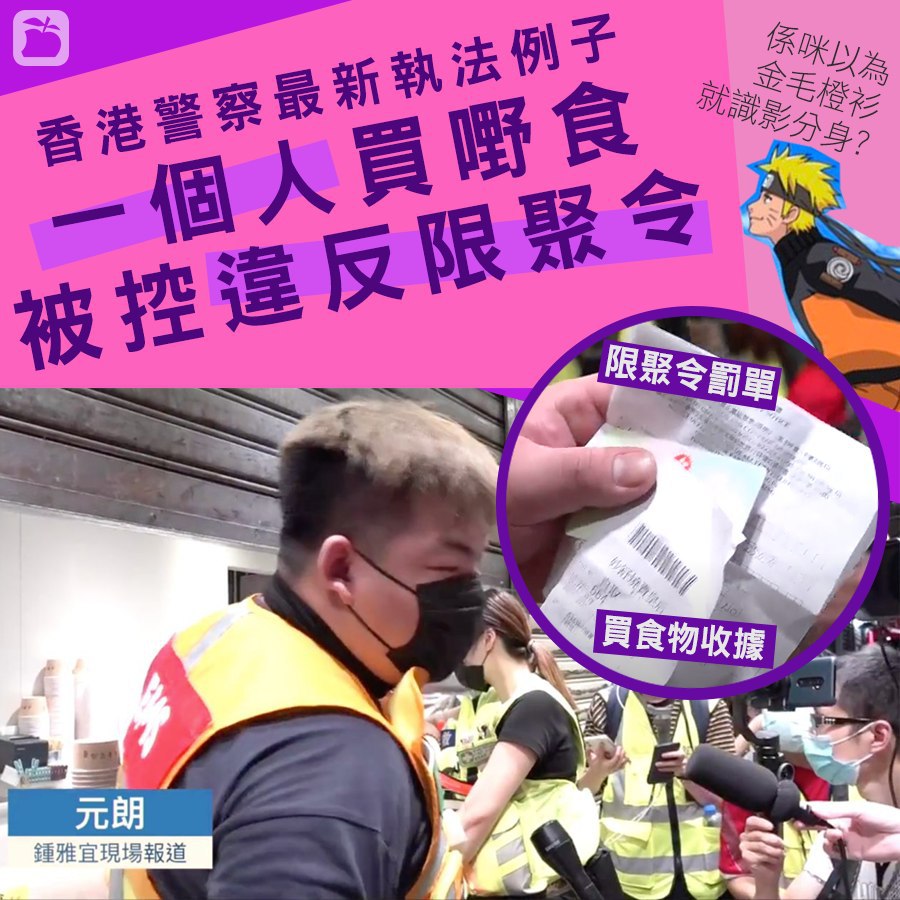 香港警察最新執法例子
一個人買嘢食
被控違反限聚令
係咪以為
金毛橙衫
就識影分身?
限聚令罰單
買食物收據
元朗
鍾雅宜現場報道